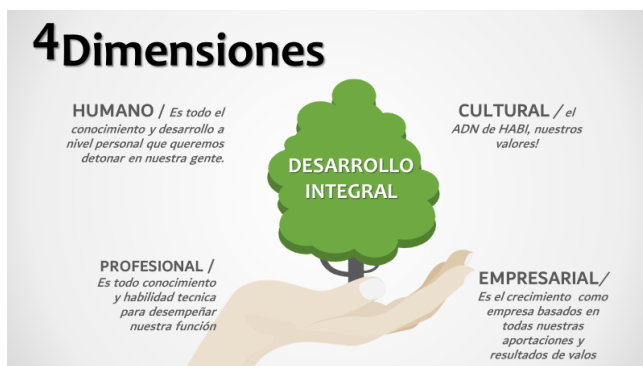 4Dimensiones
HUMANO / Es todo el
conocimiento y desarrollo a
nivel personal que queremos
detonar en nuestra gente.
CULTURAL / el
ADN de HABI, nuestros
valores!
DESARROLLO
INTEGRAL
PROFESIONAL /
Es todo conocimiento
y habilidad tecnica
para desempeñar
nuestra función
EMPRESARIAL/
Es el crecimiento como
empresa basados en
todas nuestras
aportaciones y
resultados de valos